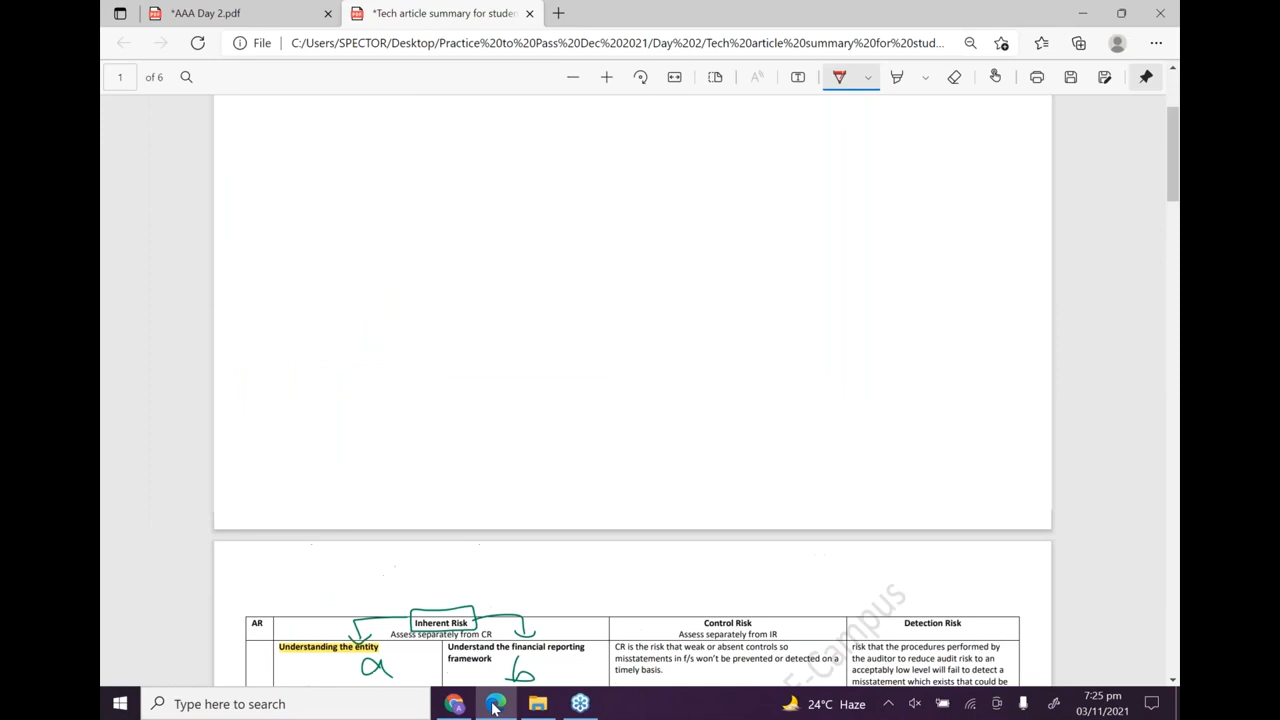 *AAA Day 2.pdf
*Tech article summary for studen
File
C:/Users/SPECTOR/Desktop/Practice%20to%20Pass%20Dec%202021/Day%202/Tech%20article%20summary%20for%20stud...
1 of 6
E-Campus
AR
Inherent Risk
Assess separately from CR
Control Risk
Assess separately from IR
Detection Risk
Understanding the entity
a
Understand the financial reporting
framework
b
CR is the risk that weak or absent controls so
misstatements in f/s won't be prevented or detected on a
timely basis.
risk that the procedures performed by
the auditor to reduce audit risk to an
acceptably low level will fail to detect a
misstatement which exists that could be
Type here to search
24°C Haze
7:25 pm
03/11/2021